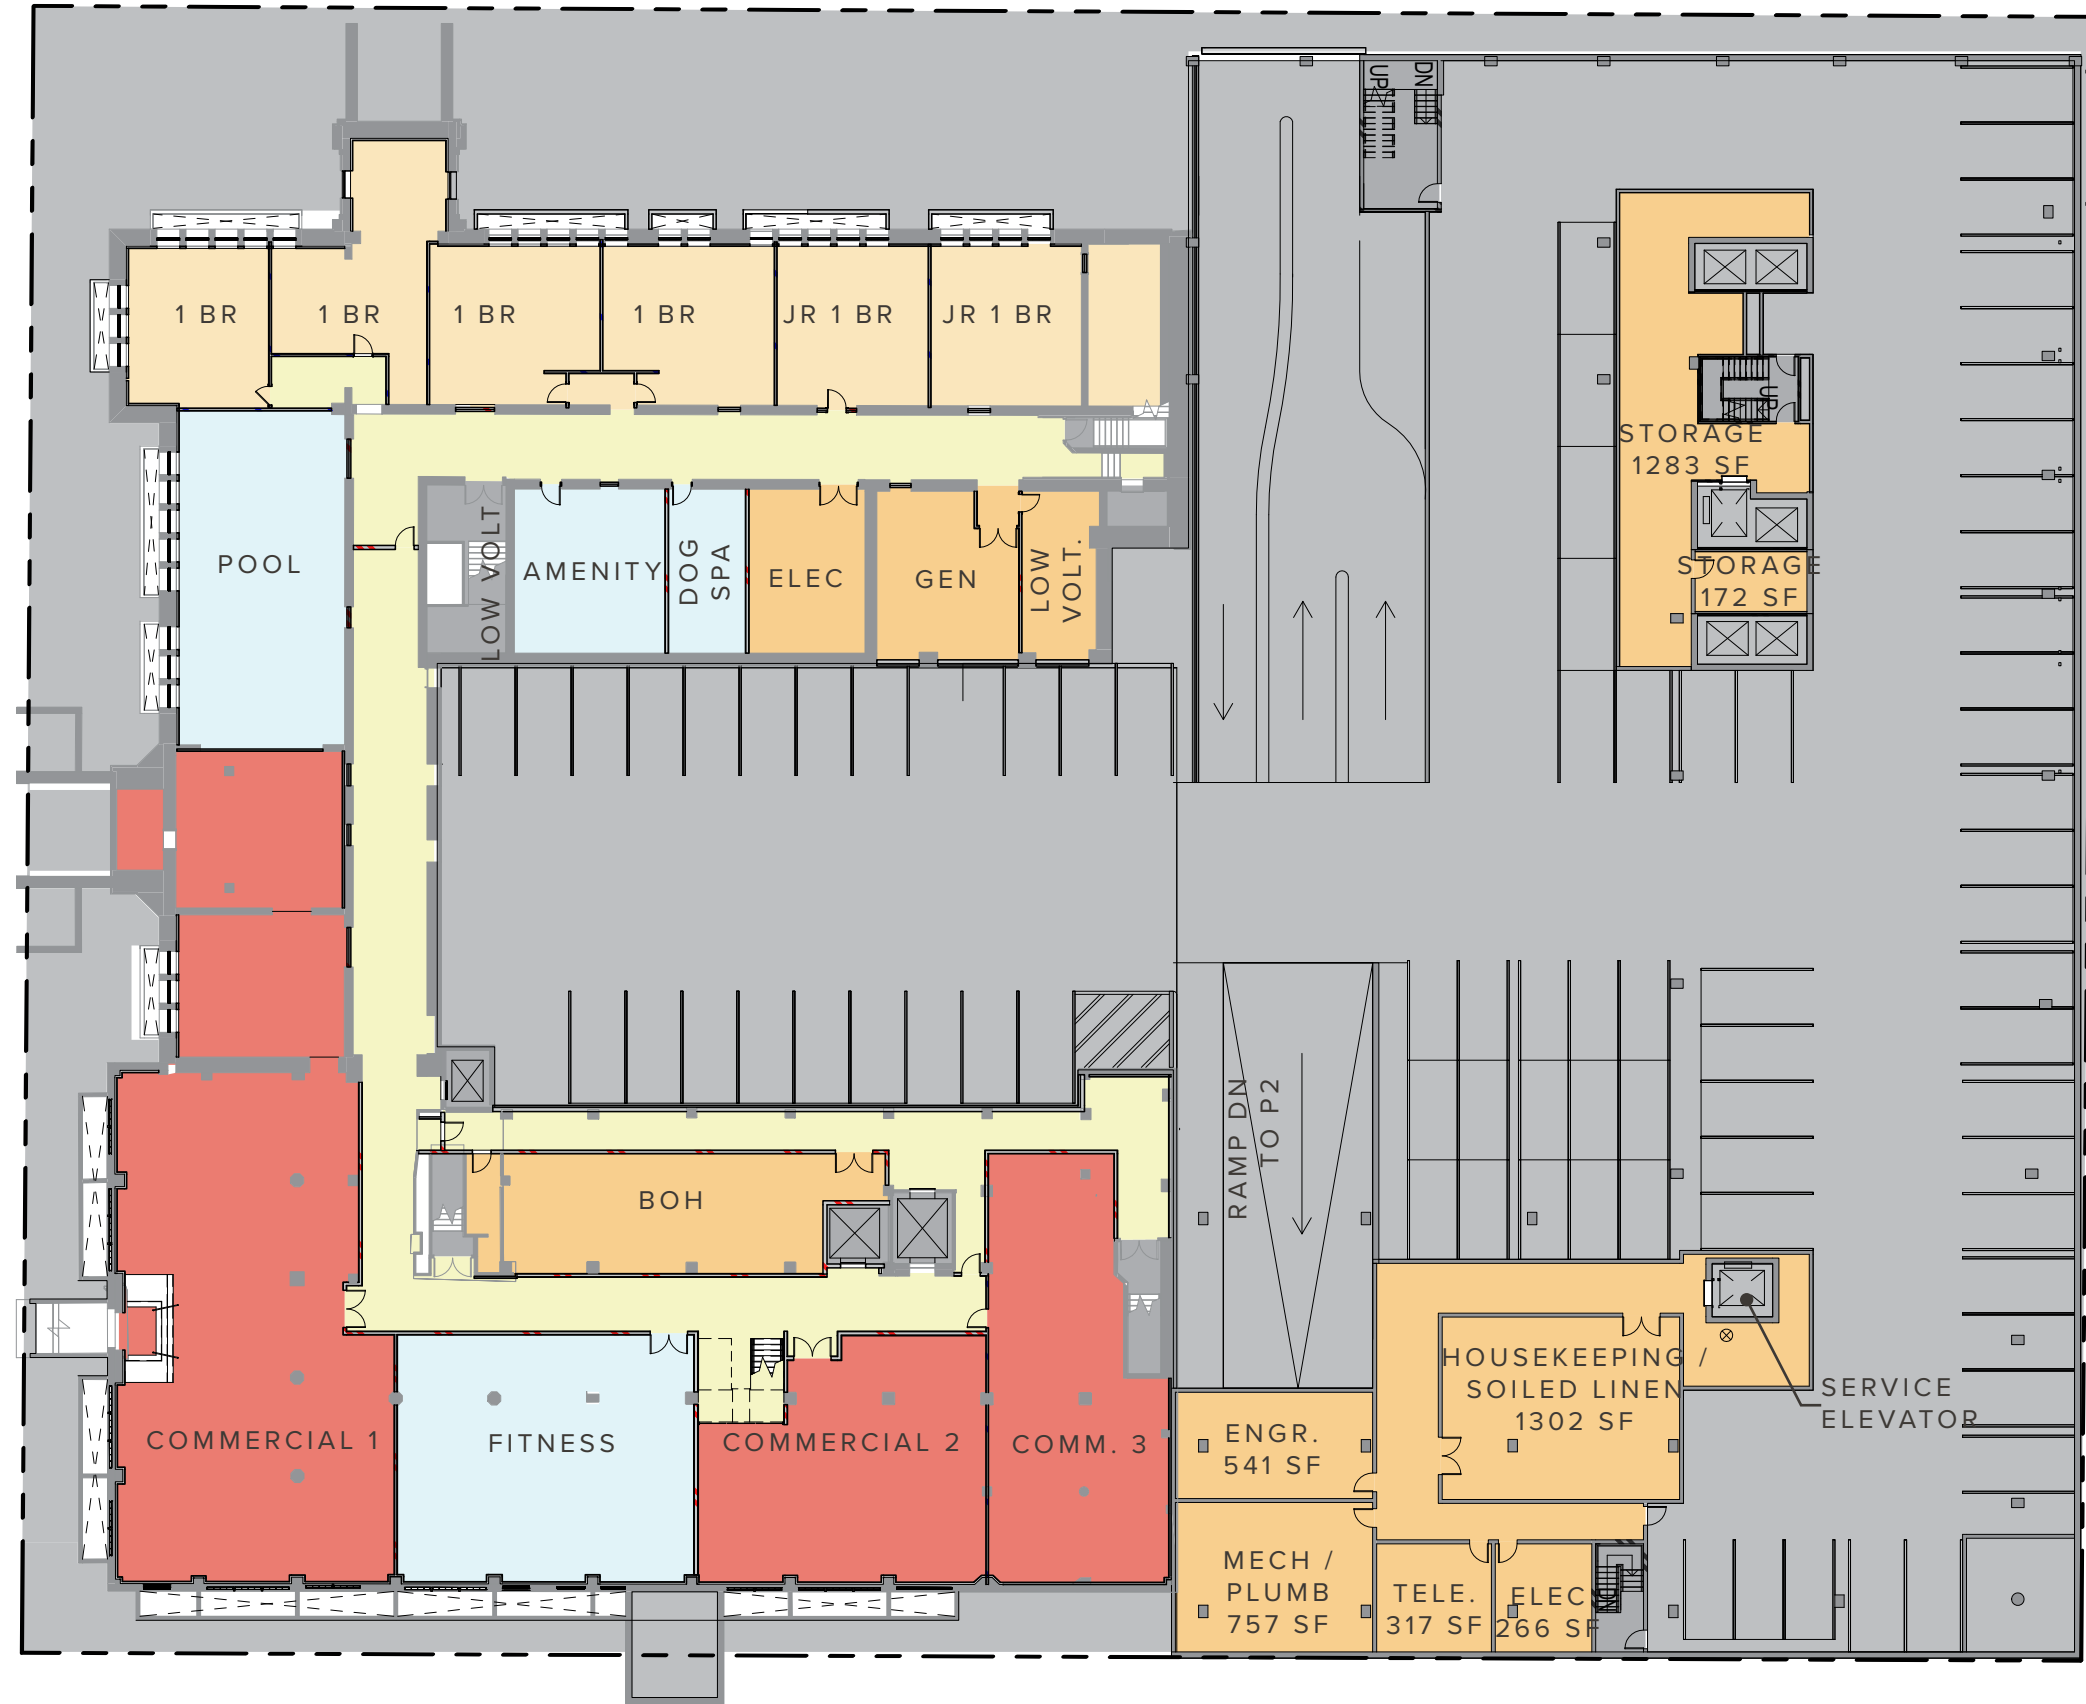 UP
DN
1 BR
1 BR
1 BR
1 BR
JR 1 BR
JR 1 BR
UP
STORAGE
1283 SF
STORAGE
172 SF
POOL
LOW VOLT
AMENITY
DOG
SPA
ELEC
GEN
LOW
VOLT.
RAMP DN
TO P2
BOH
COMMERCIAL 1
FITNESS
COMMERCIAL 2
COMM. 3
HOUSEKEEPING /
SOILED LINEN
1302 SF
SERVICE
ELEVATOR
ENGR.
541 SF
MECH /
PLUMB
757 SF
TELE.
317 SF
ELEC
266 SF
DN